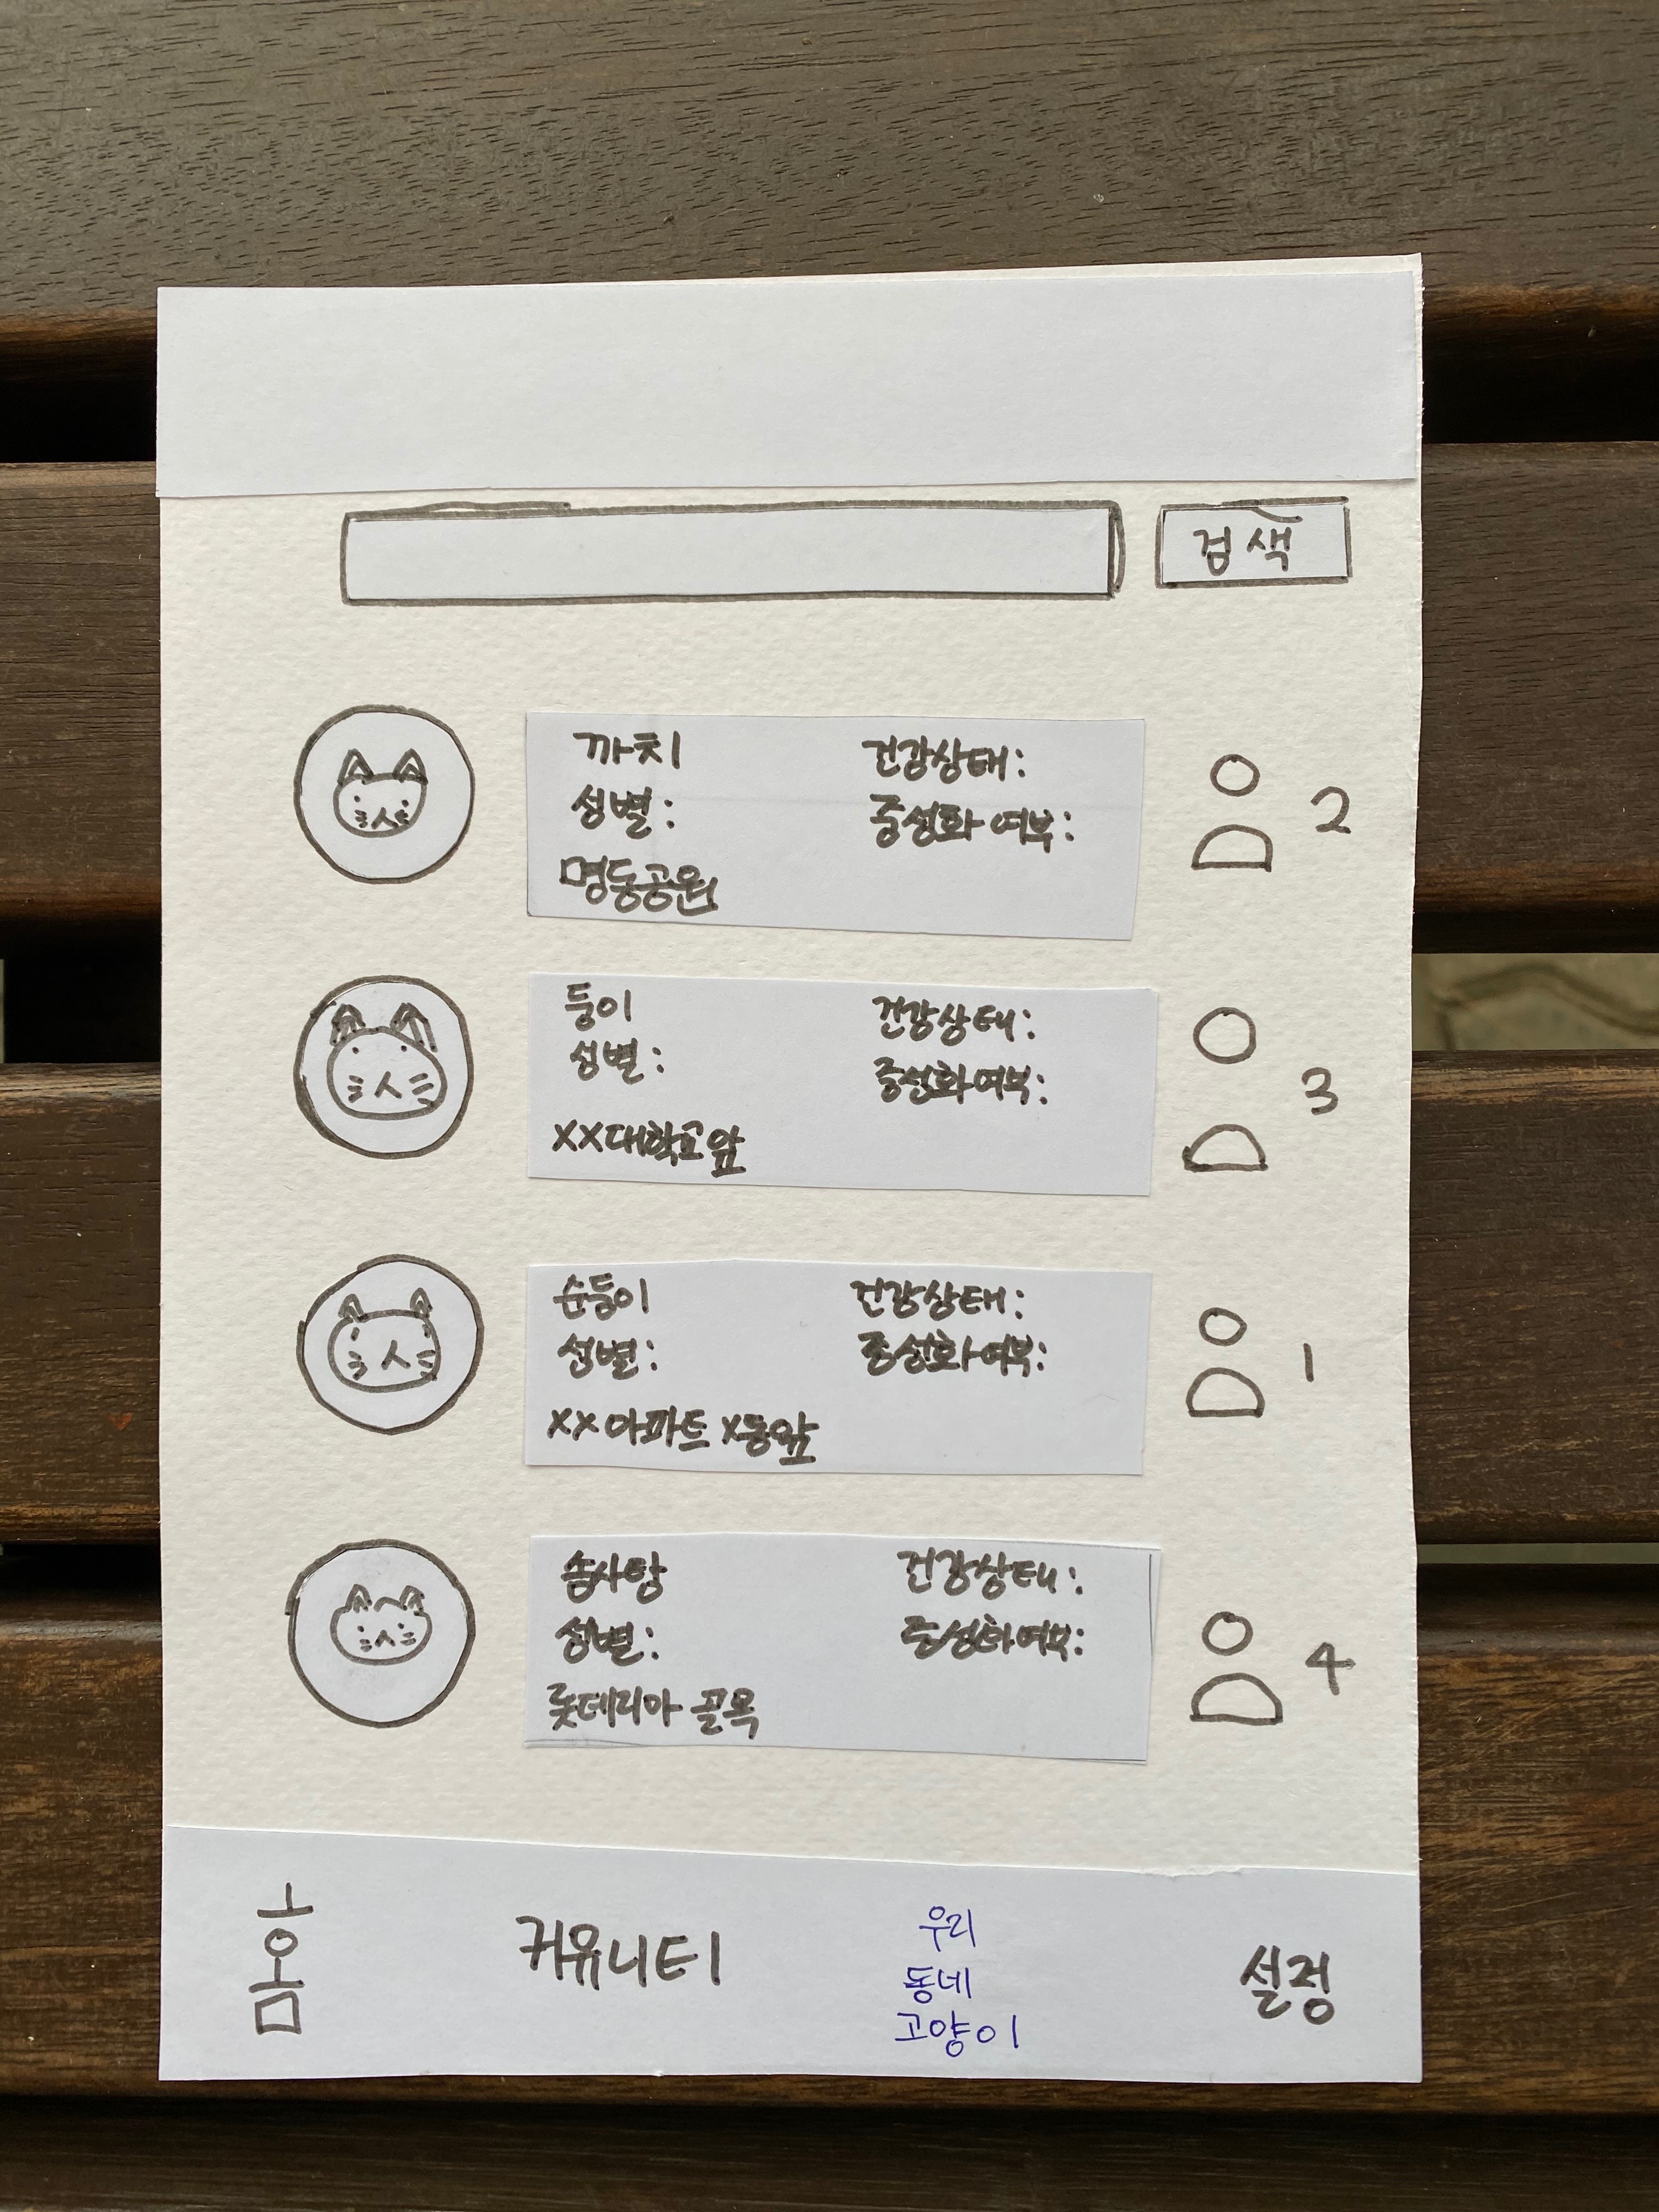 검색
까치 건강상태:
성별: 중성화 여부:
명동공원
2
둥이 건강상태:
성별: 중성화여부:
XX대학교앞
3
순둥이 건강상태:
성별: 중성화여부:
XX 아파트 X동앞
1
솜사탕 건강상태:
성별: 중성화여부:
롯데리아 골목
4
홈
커뮤니티
우리
동네
고양이
설정